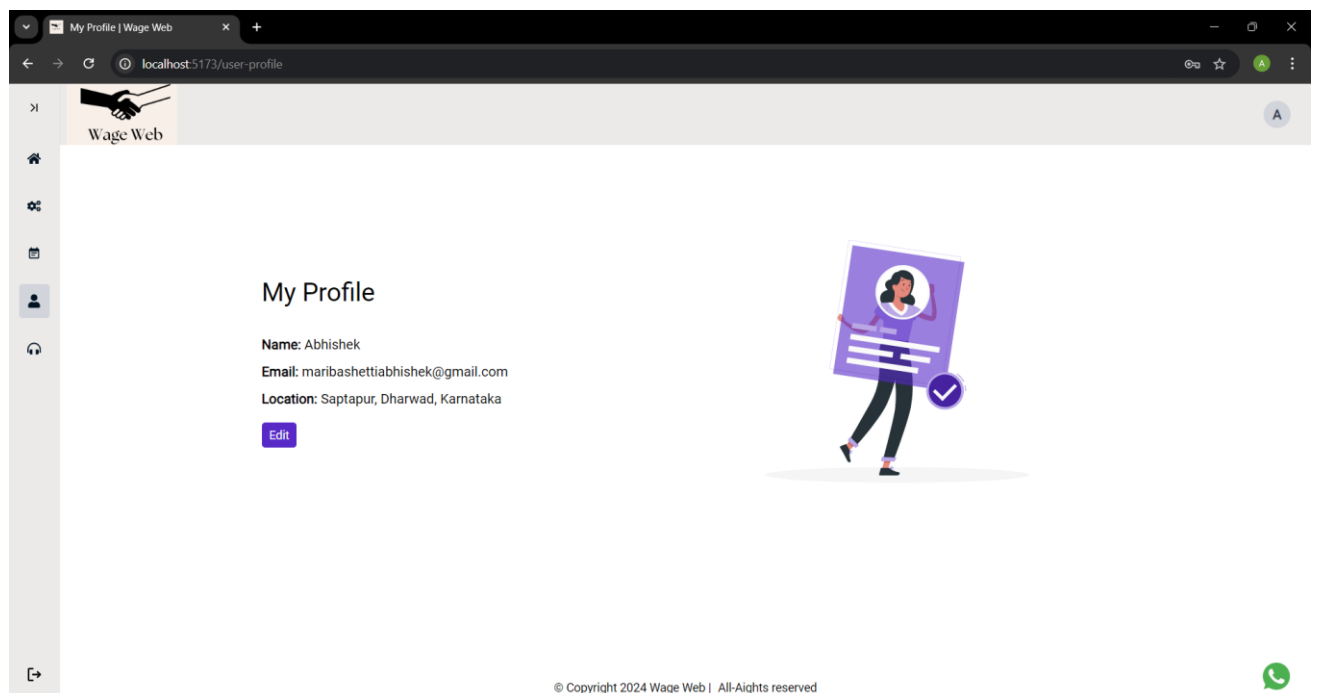 My Profile | Wage Web
localhost:5173/user-profile
A
Wage Web
A
My Profile
Name: Abhishek
Email: maribashettiabhishek@gmail.com
Location: Saptapur, Dharwad, Karnataka
Edit
© Copyright 2024 Wage Web | All-Aights reserved